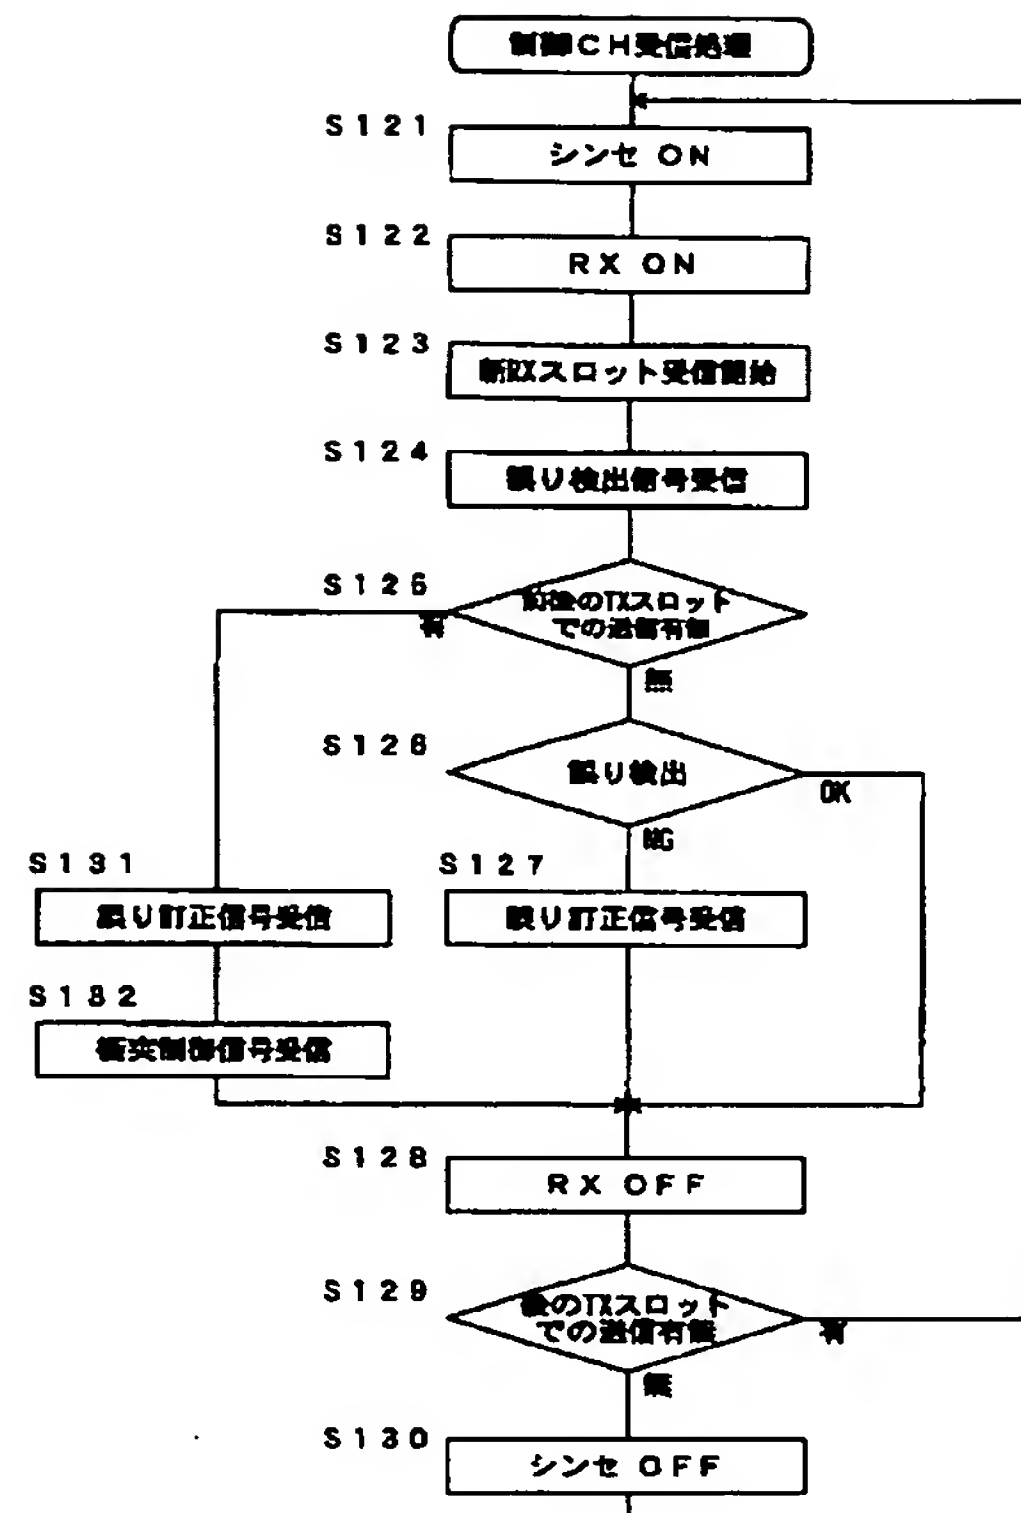 制御CH受信処理
S121
シンセ ON
S122
RX ON
S123
新RXスロット受信開始
S124
誤り検出信号受信
S125
前後のTXスロット
での送信有無
有
無
S126
誤り検出
OK
NG
S131
誤り訂正信号受信
S127
誤り訂正信号受信
S132
衝突制御信号受信
S128
RX OFF
S129
後のTXスロット
での送信有無
有
無
S130
シンセ OFF